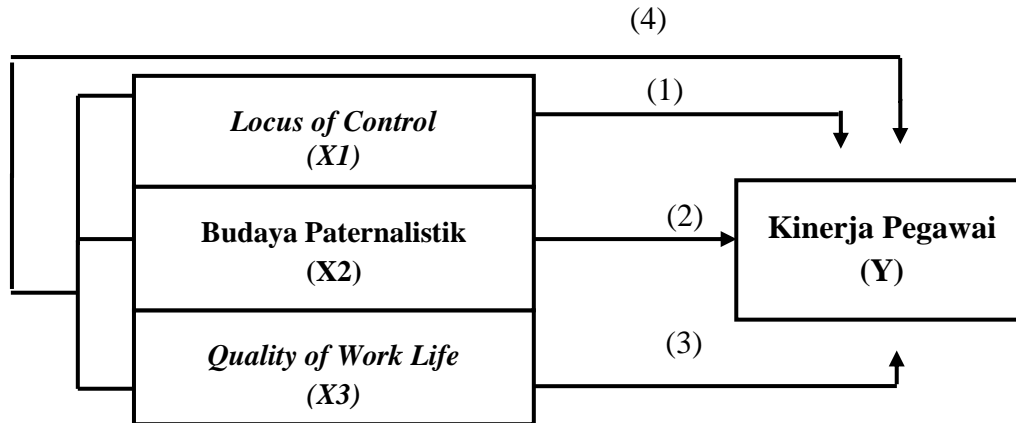 (4)
(1)
Locus of Control
(X1)
(2)
Budaya Paternalistik
(X2)
Kinerja Pegawai
(Y)
(3)
Quality of Work Life
(X3)